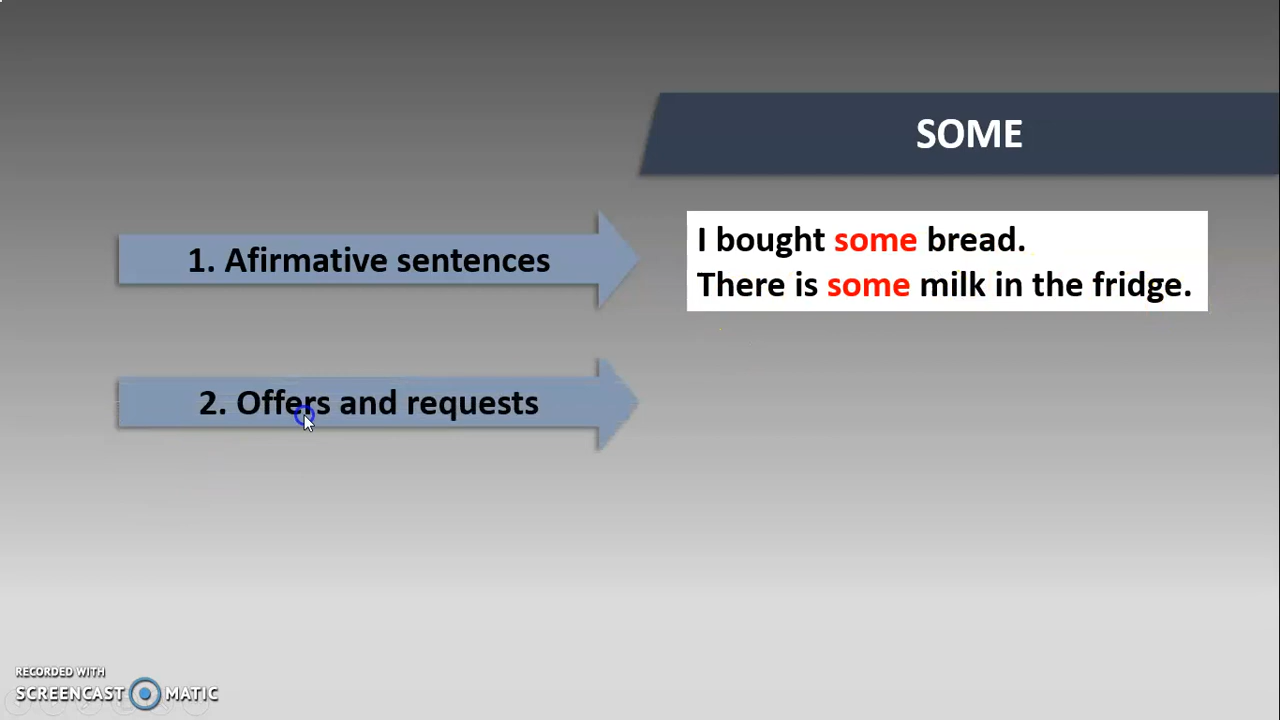 SOME
1. Afirmative sentences
I bought some bread.
There is some milk in the fridge.
2. Offers and requests
RECORDED WITH
SCREENCAST MATIC